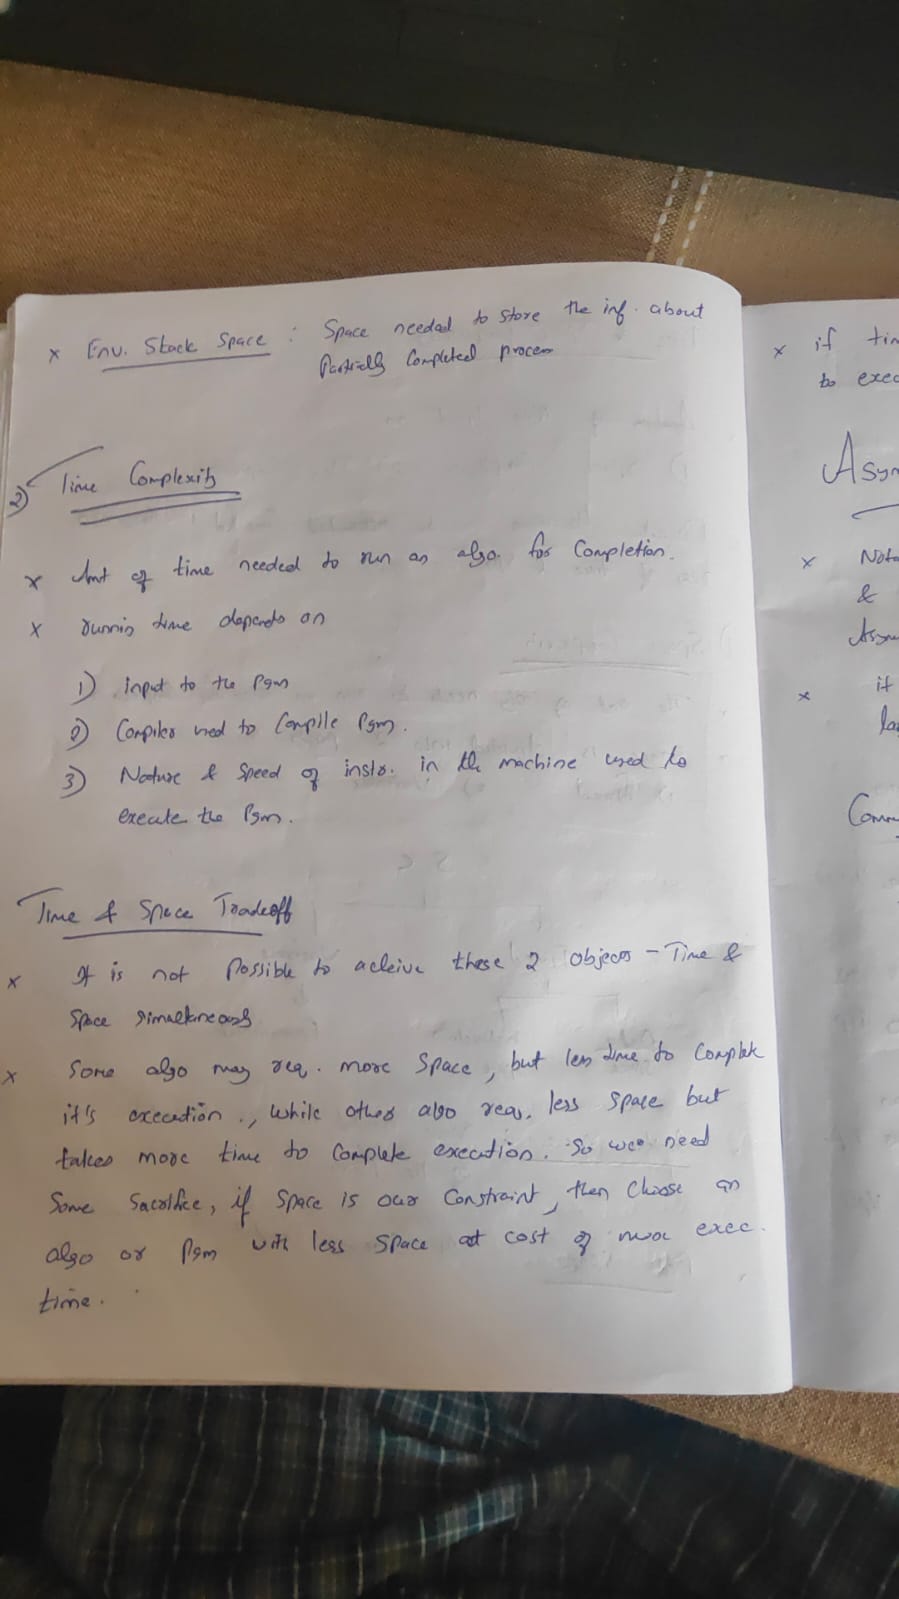 x Env. Stack Space : Space needed to store the inf. about
Partially Completed process
2) Time Complexity
x Amt of time needed to run an algo. for Completion.
x running time depends on
1) input to the Pgm
2) Compiler used to Compile Pgm.
3) Nature & Speed of instr. in the machine used to
execute the Pgm.
Time & Space Tradeoff
x It is not Possible to acheive these 2 Objecs - Time &
Space simultaneously
x Some algo may req. more Space, but less time to Complete
it's execution., while other algo req. less space but
takes more time to Complete execution. So we need
Some Sacrifice, if Space is our Constraint, then Choose an
algo or Pgm with less Space at cost of more exec.
time.
x if tim
to exec
Asym
x Nota
&
Asym
x it
la
Comm